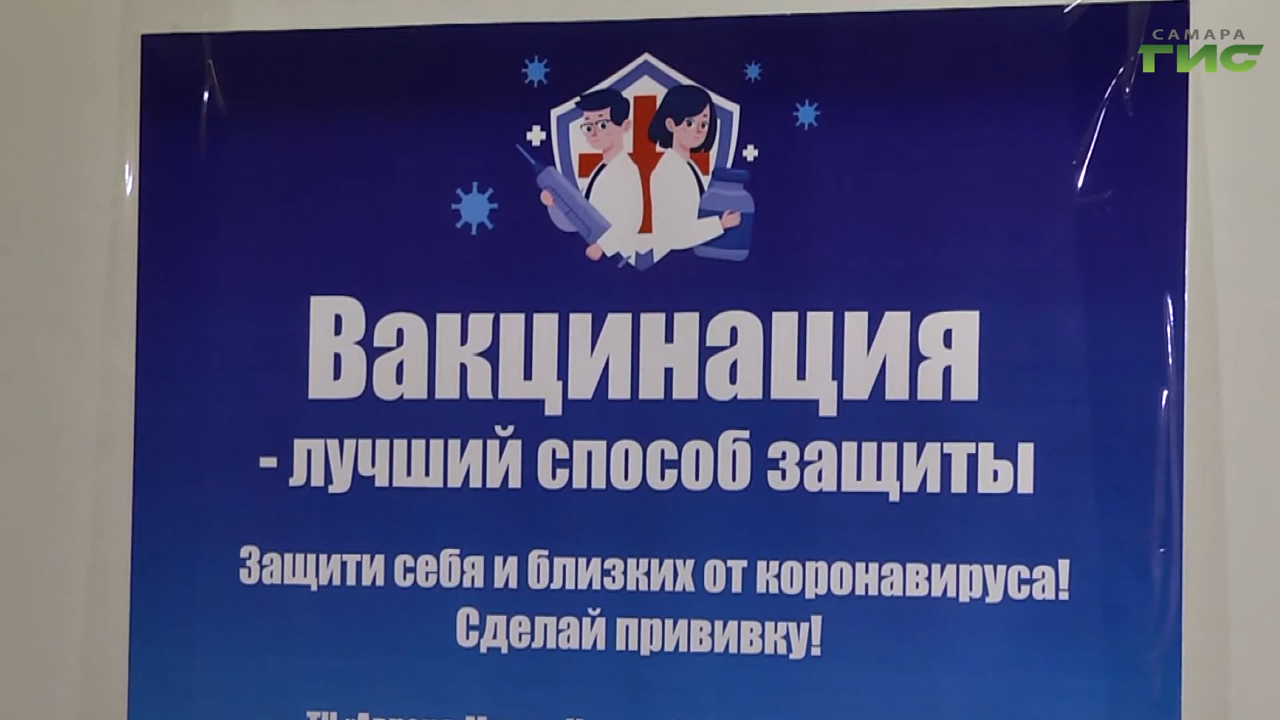 САМАРА
ГИС
Вакцинация
- лучший способ защиты
Защити себя и близких от коронавируса!
Сделай прививку!